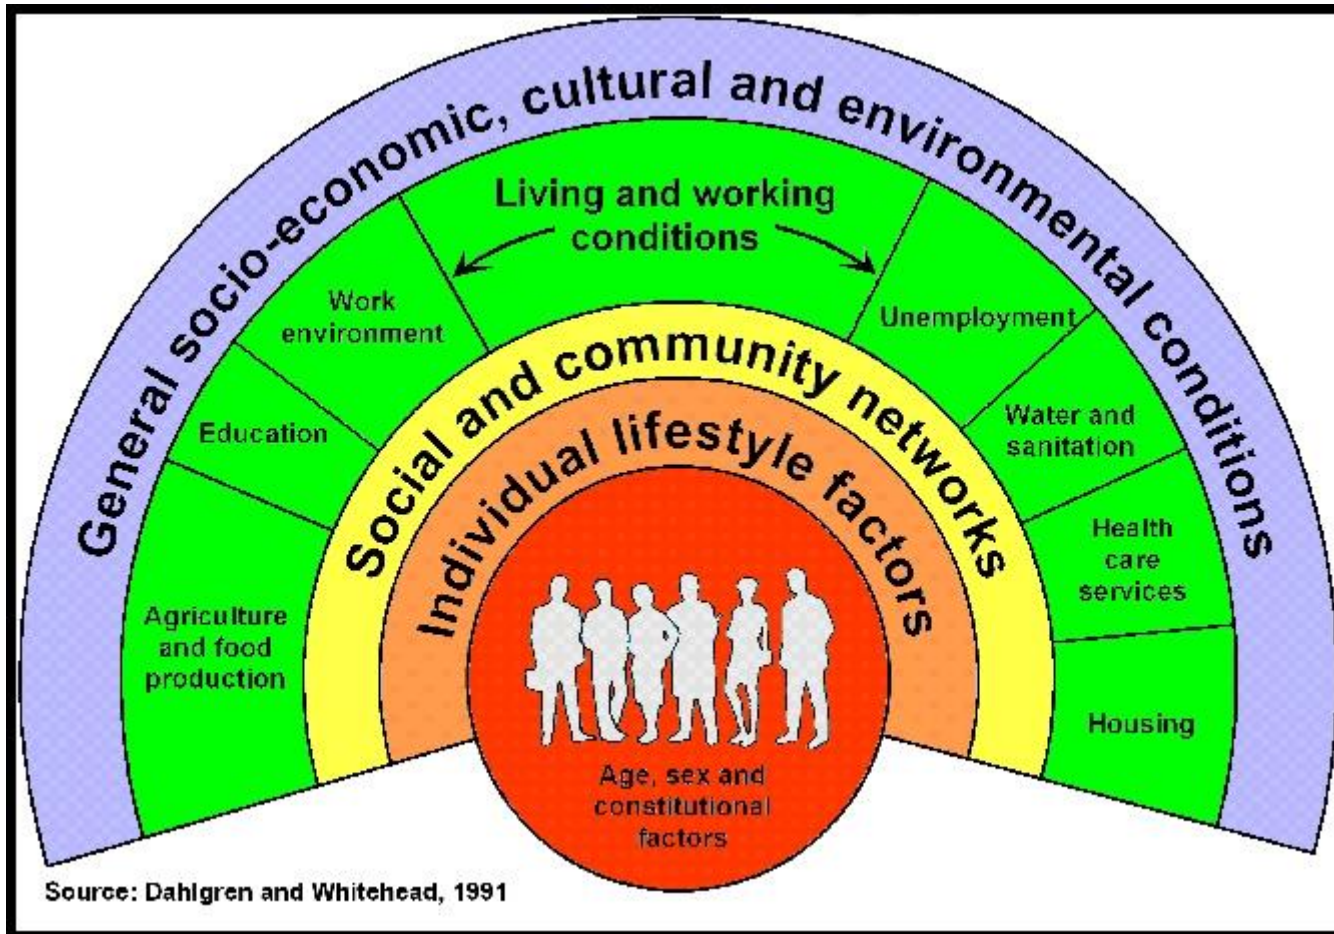 General socio-economic, cultural and environmental conditions
Living and working
conditions
Work
environment
Unemployment
Education
Water and
sanitation
Agriculture
and food
production
Health
care
services
Housing
Social and community networks
Individual lifestyle factors
Age, sex and
constitutional
factors
Source: Dahlgren and Whitehead, 1991